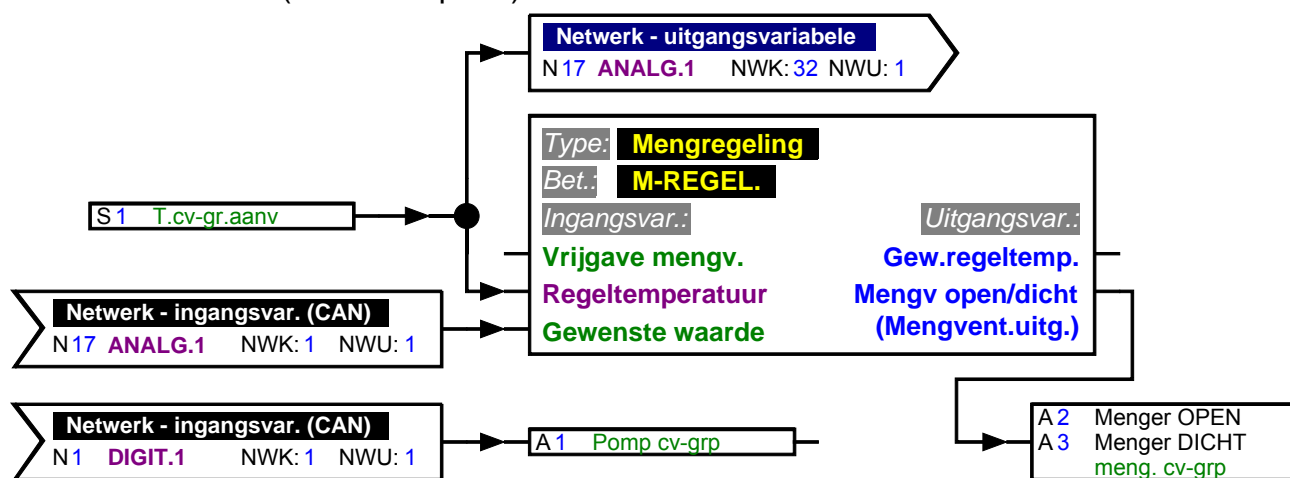 Netwerk - uitgangsvariabele
N 17 ANALG.1 NWK: 32 NWU: 1
Type: Mengregeling
Bet.: M-REGEL.
Ingangsvar.: Uitgangsvar.:
S 1 T.cv-gr.aanv
Vrijgave mengv. Gew.regeltemp.
Regeltemperatuur Mengv open/dicht
Gewenste waarde (Mengvent.uitg.)
Netwerk - ingangsvar. (CAN)
N 17 ANALG.1 NWK: 1 NWU: 1
Netwerk - ingangsvar. (CAN)
N 1 DIGIT.1 NWK: 1 NWU: 1
A 1 Pomp cv-grp
A 2 Menger OPEN
A 3 Menger DICHT
meng. cv-grp